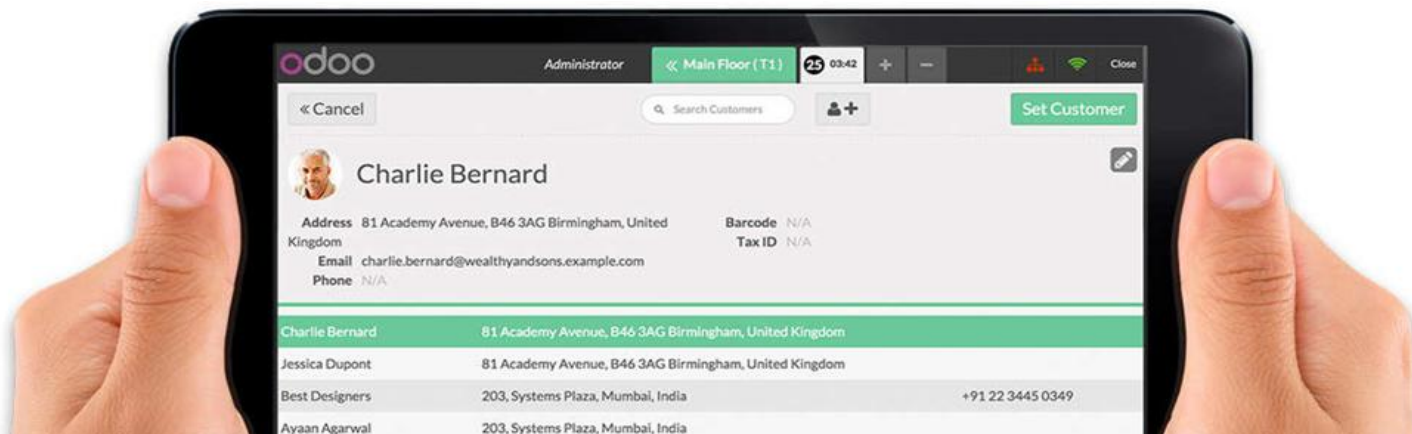 odoo Administrator « Main Floor ( T1 ) 25 03:42 + − Close
« Cancel Search Customers + Set Customer
Charlie Bernard
Address 81 Academy Avenue, B46 3AG Birmingham, United Barcode N/A
Kingdom Tax ID N/A
Email charlie.bernard@wealthyandsons.example.com
Phone N/A
Charlie Bernard 81 Academy Avenue, B46 3AG Birmingham, United Kingdom
Jessica Dupont 81 Academy Avenue, B46 3AG Birmingham, United Kingdom
Best Designers 203, Systems Plaza, Mumbai, India +91 22 3445 0349
Ayaan Agarwal 203, Systems Plaza, Mumbai, India